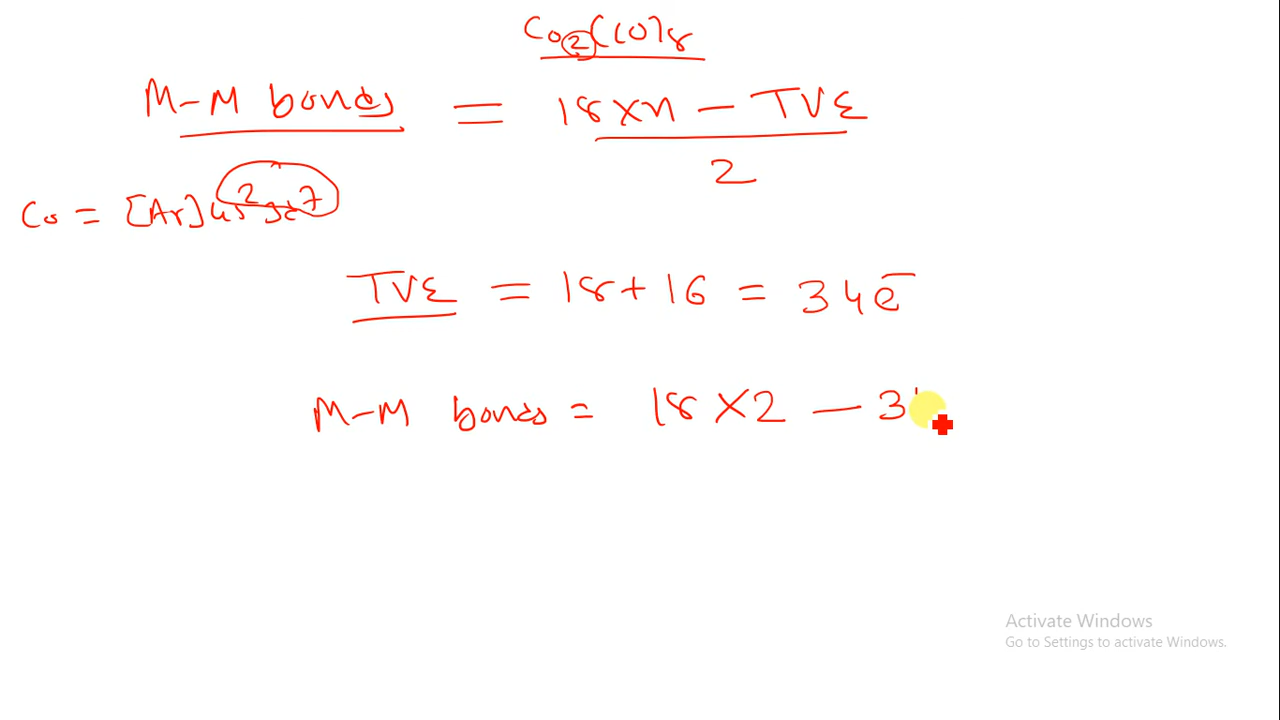 Co2(CO)8
M-M bonds = 18xn - TVE
2
Co = [Ar]4s2 3d7
TVE = 18 + 16 = 34e-
M-M bonds = 18 x 2 - 3
Activate Windows
Go to Settings to activate Windows.